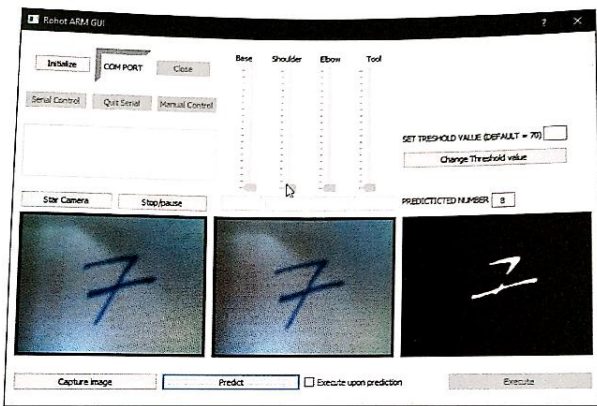 Robot ARM GUI ? ×
Base Shoulder Elbow Tool
Initialize COM PORT Close
Serial Control Quit Serial Manual Control
SET TRESHOLD VALUE (DEFAULT = 70)
Change Threshold value
Star Camera Stop/pause
PREDICTICTED NUMBER 8
7 7
Capture image Predict Execute upon prediction Execute